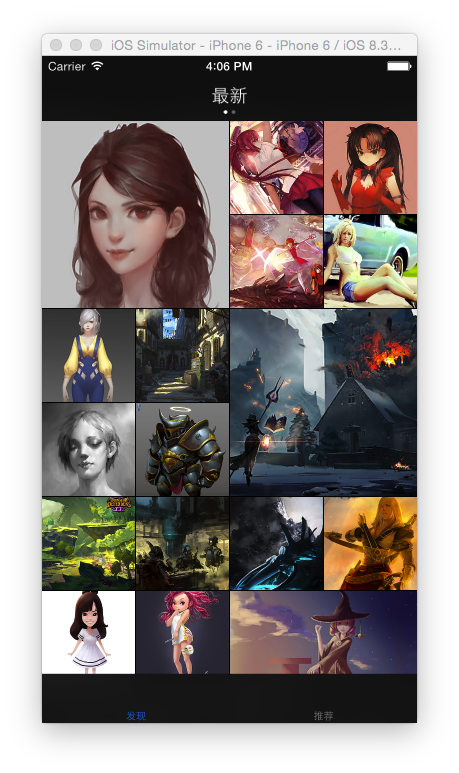 iOS Simulator - iPhone 6 - iPhone 6 / iOS 8.3...
Carrier 4:06 PM
最新
发现 推荐